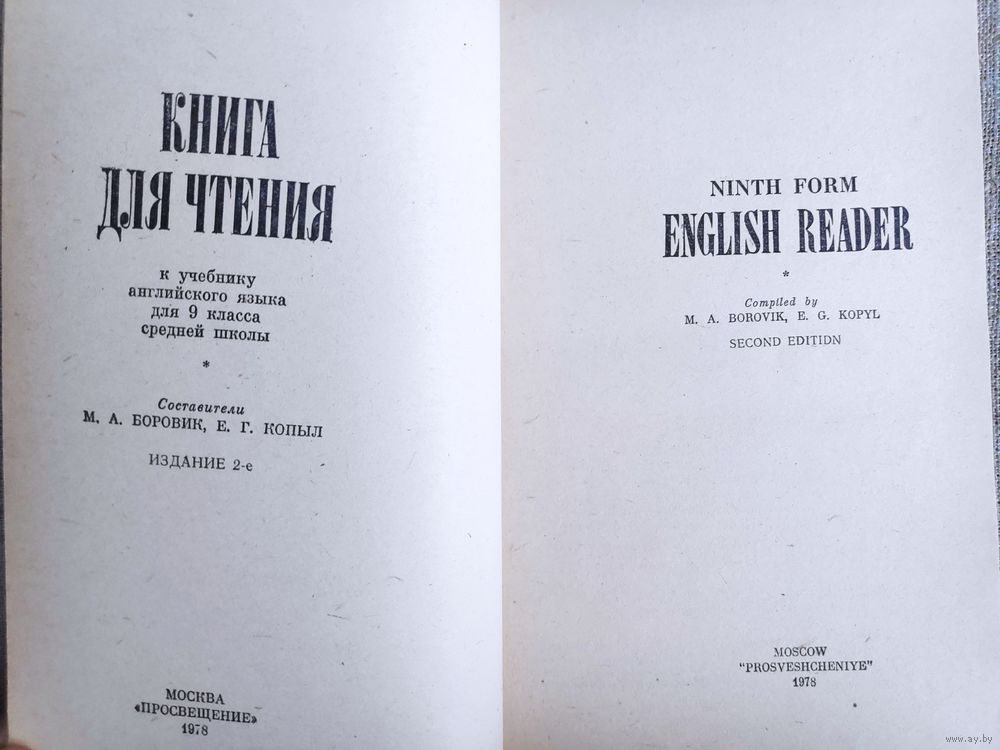 КНИГА
ДЛЯ ЧТЕНИЯ
к учебнику
английского языка
для 9 класса
средней школы
*
Составители
М. А. БОРОВИК, Е. Г. КОПЫЛ
ИЗДАНИЕ 2-е
МОСКВА
«ПРОСВЕЩЕНИЕ»
1978
NINTH FORM
ENGLISH READER
*
Compiled by
M. A. BOROVIK, E. G. KOPYL
SECOND EDITIDN
MOSCOW
"PROSVESHCHENIYE"
1978
© www.ay.by